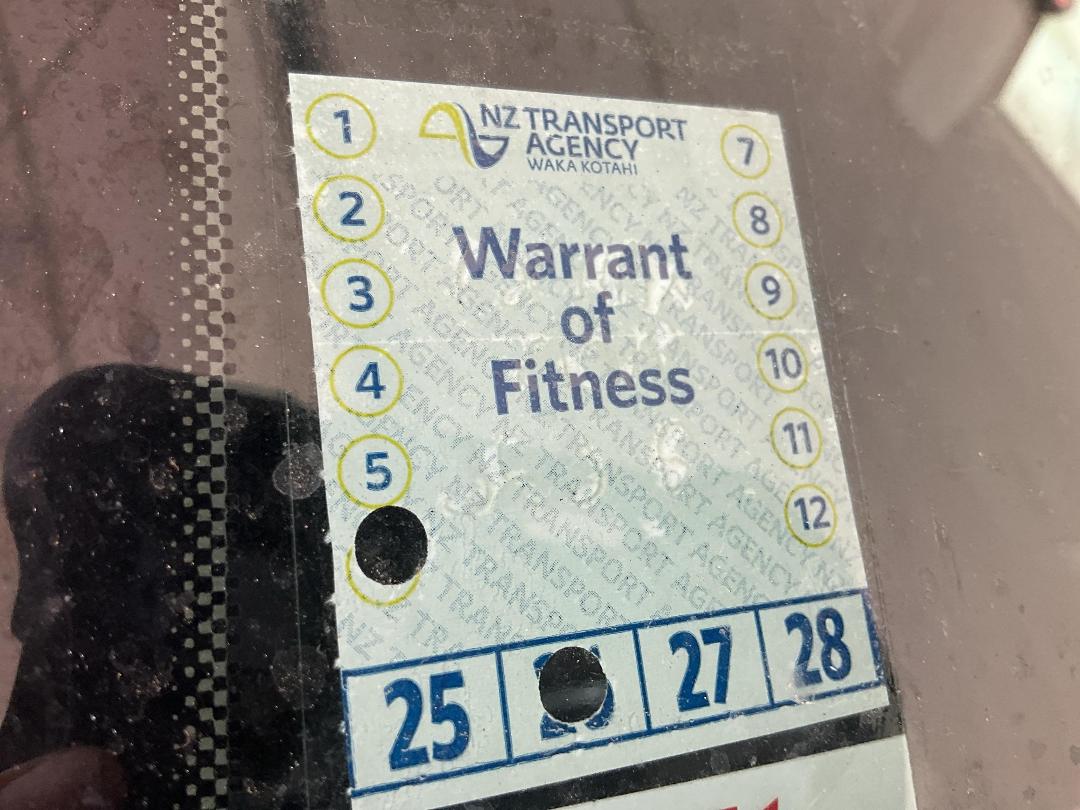 NZ TRANSPORT
AGENCY
WAKA KOTAHI
1
2
3
4
5
7
8
9
10
11
12
Warrant
of
Fitness
25
27
28